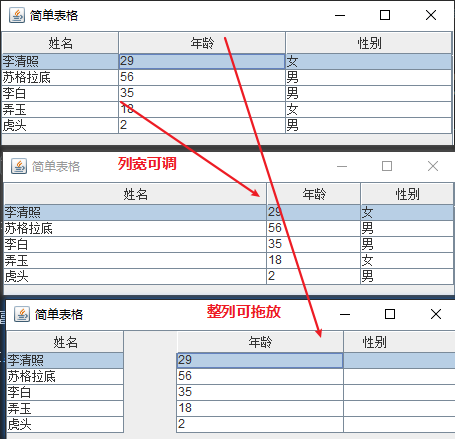 简单表格
姓名 年龄 性别
李清照 29 女
苏格拉底 56 男
李白 35 男
弄玉 18 女
虎头 2 男
简单表格
列宽可调
姓名 年龄 性别
李清照 29 女
苏格拉底 56 男
李白 35 男
弄玉 18 女
虎头 2 男
简单表格
整列可拖放
姓名 年龄 性别
李清照 29
苏格拉底 56
李白 35
弄玉 18
虎头 2